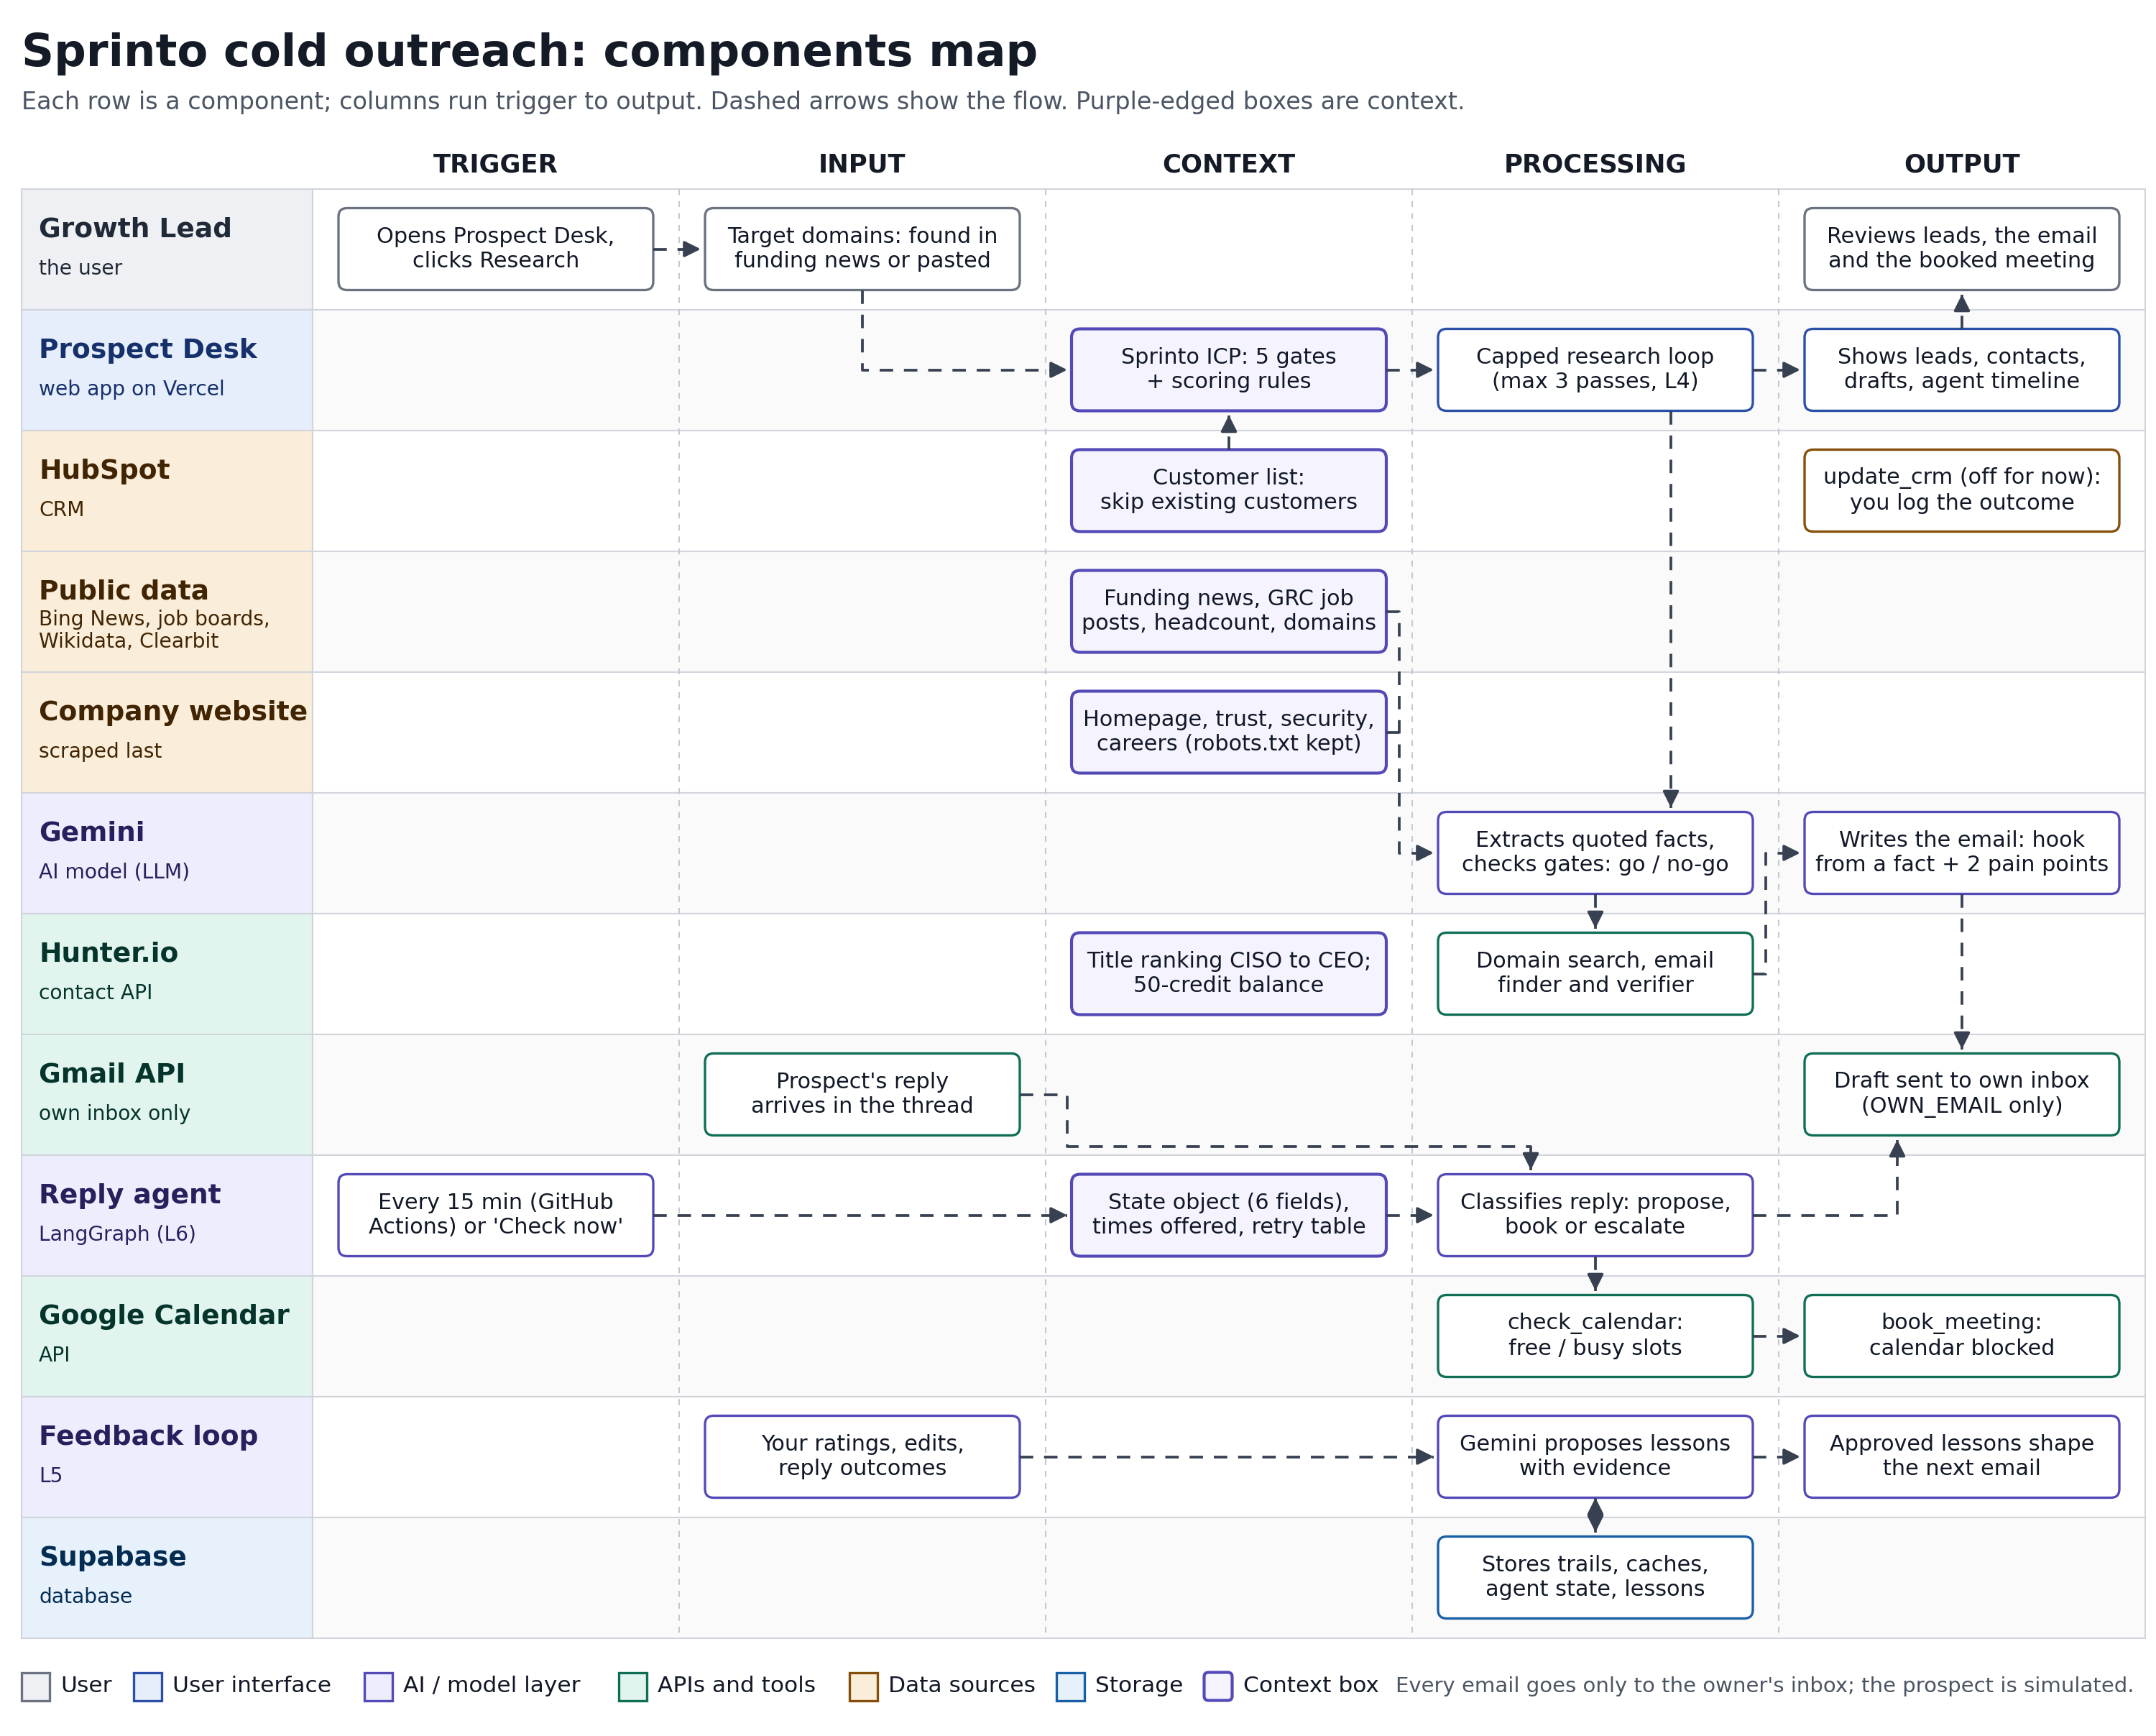 Sprinto cold outreach: components map
Each row is a component; columns run trigger to output. Dashed arrows show the flow. Purple-edged boxes are context.
TRIGGER
INPUT
CONTEXT
PROCESSING
OUTPUT
Growth Lead
the user
Opens Prospect Desk,
clicks Research
Target domains: found in
funding news or pasted
Reviews leads, the email
and the booked meeting
Prospect Desk
web app on Vercel
Sprinto ICP: 5 gates
+ scoring rules
Capped research loop
(max 3 passes, L4)
Shows leads, contacts,
drafts, agent timeline
HubSpot
CRM
Customer list:
skip existing customers
update_crm (off for now):
you log the outcome
Public data
Bing News, job boards,
Wikidata, Clearbit
Funding news, GRC job
posts, headcount, domains
Company website
scraped last
Homepage, trust, security,
careers (robots.txt kept)
Gemini
AI model (LLM)
Extracts quoted facts,
checks gates: go / no-go
Writes the email: hook
from a fact + 2 pain points
Hunter.io
contact API
Title ranking CISO to CEO;
50-credit balance
Domain search, email
finder and verifier
Gmail API
own inbox only
Prospect's reply
arrives in the thread
Draft sent to own inbox
(OWN_EMAIL only)
Reply agent
LangGraph (L6)
Every 15 min (GitHub
Actions) or 'Check now'
State object (6 fields),
times offered, retry table
Classifies reply: propose,
book or escalate
Google Calendar
API
check_calendar:
free / busy slots
book_meeting:
calendar blocked
Feedback loop
L5
Your ratings, edits,
reply outcomes
Gemini proposes lessons
with evidence
Approved lessons shape
the next email
Supabase
database
Stores trails, caches,
agent state, lessons
User
User interface
AI / model layer
APIs and tools
Data sources
Storage
Context box
Every email goes only to the owner's inbox; the prospect is simulated.